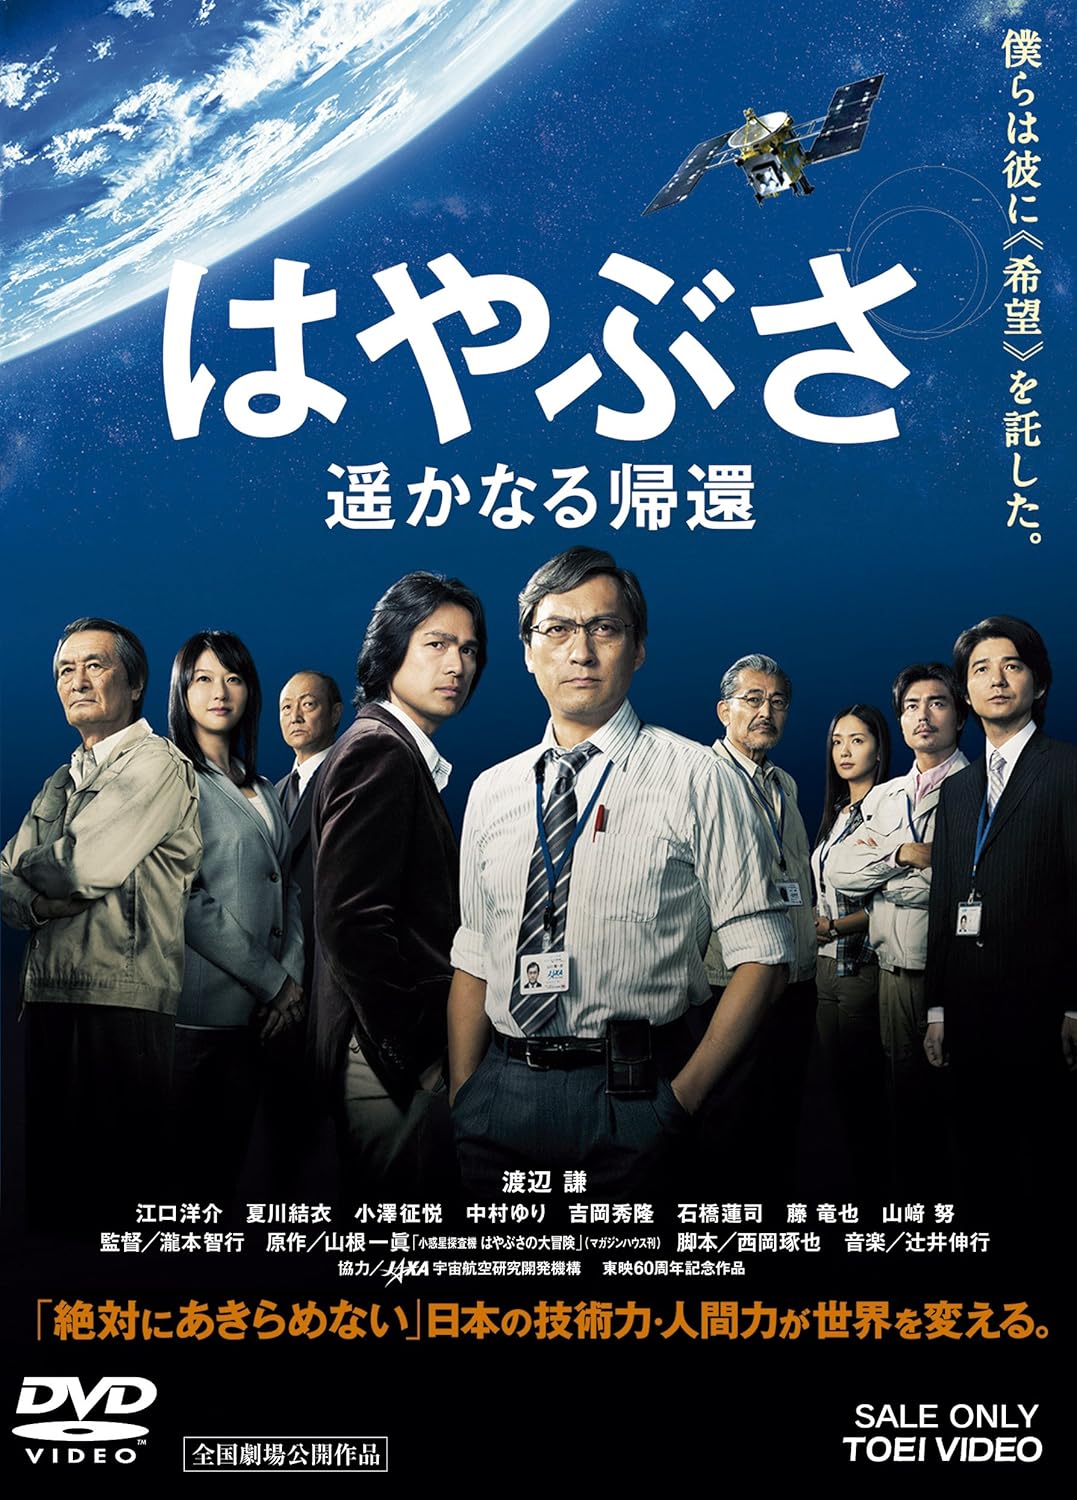 僕らは彼に《希望》を託した。
はやぶさ
遥かなる帰還
JAXA
渡辺 謙
江口洋介 夏川結衣 小澤征悦 中村ゆり 吉岡秀隆 石橋蓮司 藤 竜也 山﨑 努
監督／瀧本智行 原作／山根一眞「小惑星探査機 はやぶさの大冒険」(マガジンハウス刊) 脚本／西岡琢也 音楽／辻井伸行
協力／JAXA 宇宙航空研究開発機構 東映60周年記念作品
「絶対にあきらめない」日本の技術力・人間力が世界を変える。
DVD
VIDEO™
全国劇場公開作品
SALE ONLY
TOEI VIDEO